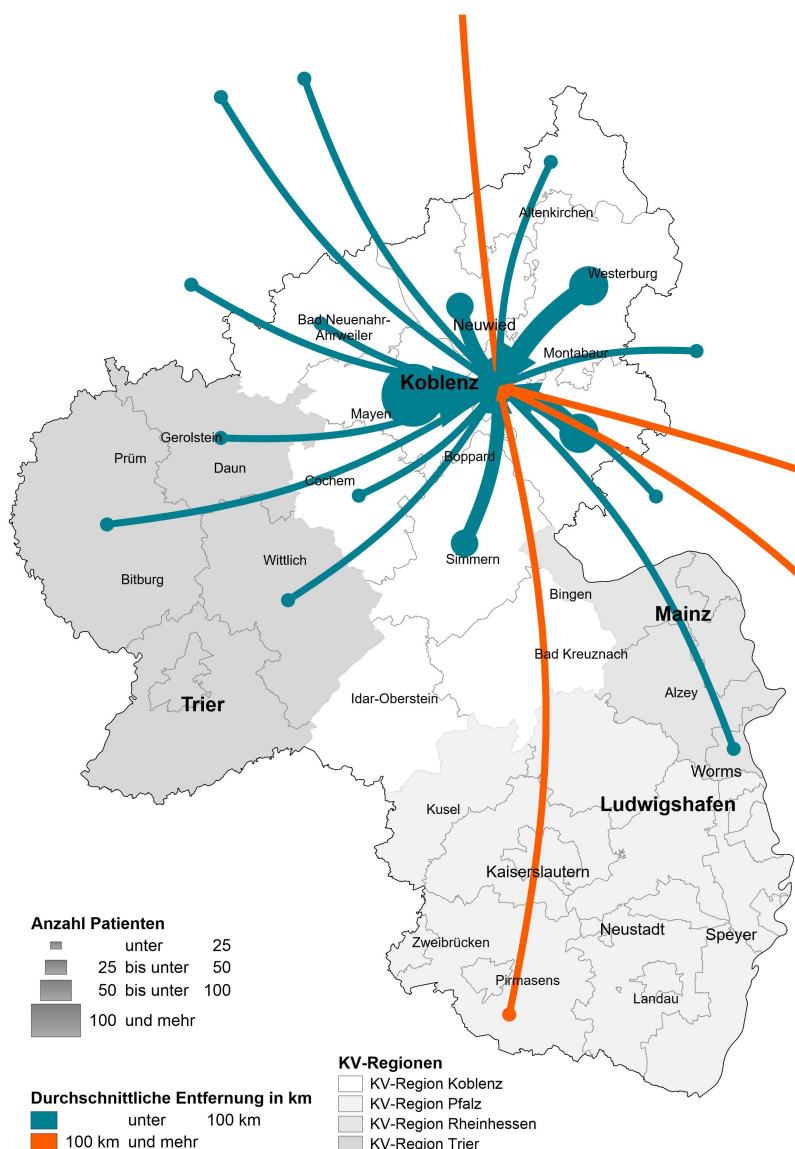 Altenkirchen
Westerburg
Bad Neuenahr-
Ahrweiler
Neuwied
Montabaur
Koblenz
Mayen
Gerolstein
Prüm
Daun
Boppard
Cochem
Wittlich
Simmern
Bitburg
Bingen
Mainz
Bad Kreuznach
Trier
Idar-Oberstein
Alzey
Worms
Kusel
Ludwigshafen
Kaiserslautern
Zweibrücken
Neustadt
Speyer
Pirmasens
Landau
Anzahl Patienten
unter 25
25 bis unter 50
50 bis unter 100
100 und mehr
Durchschnittliche Entfernung in km
unter 100 km
100 km und mehr
KV-Regionen
KV-Region Koblenz
KV-Region Pfalz
KV-Region Rheinhessen
KV-Region Trier